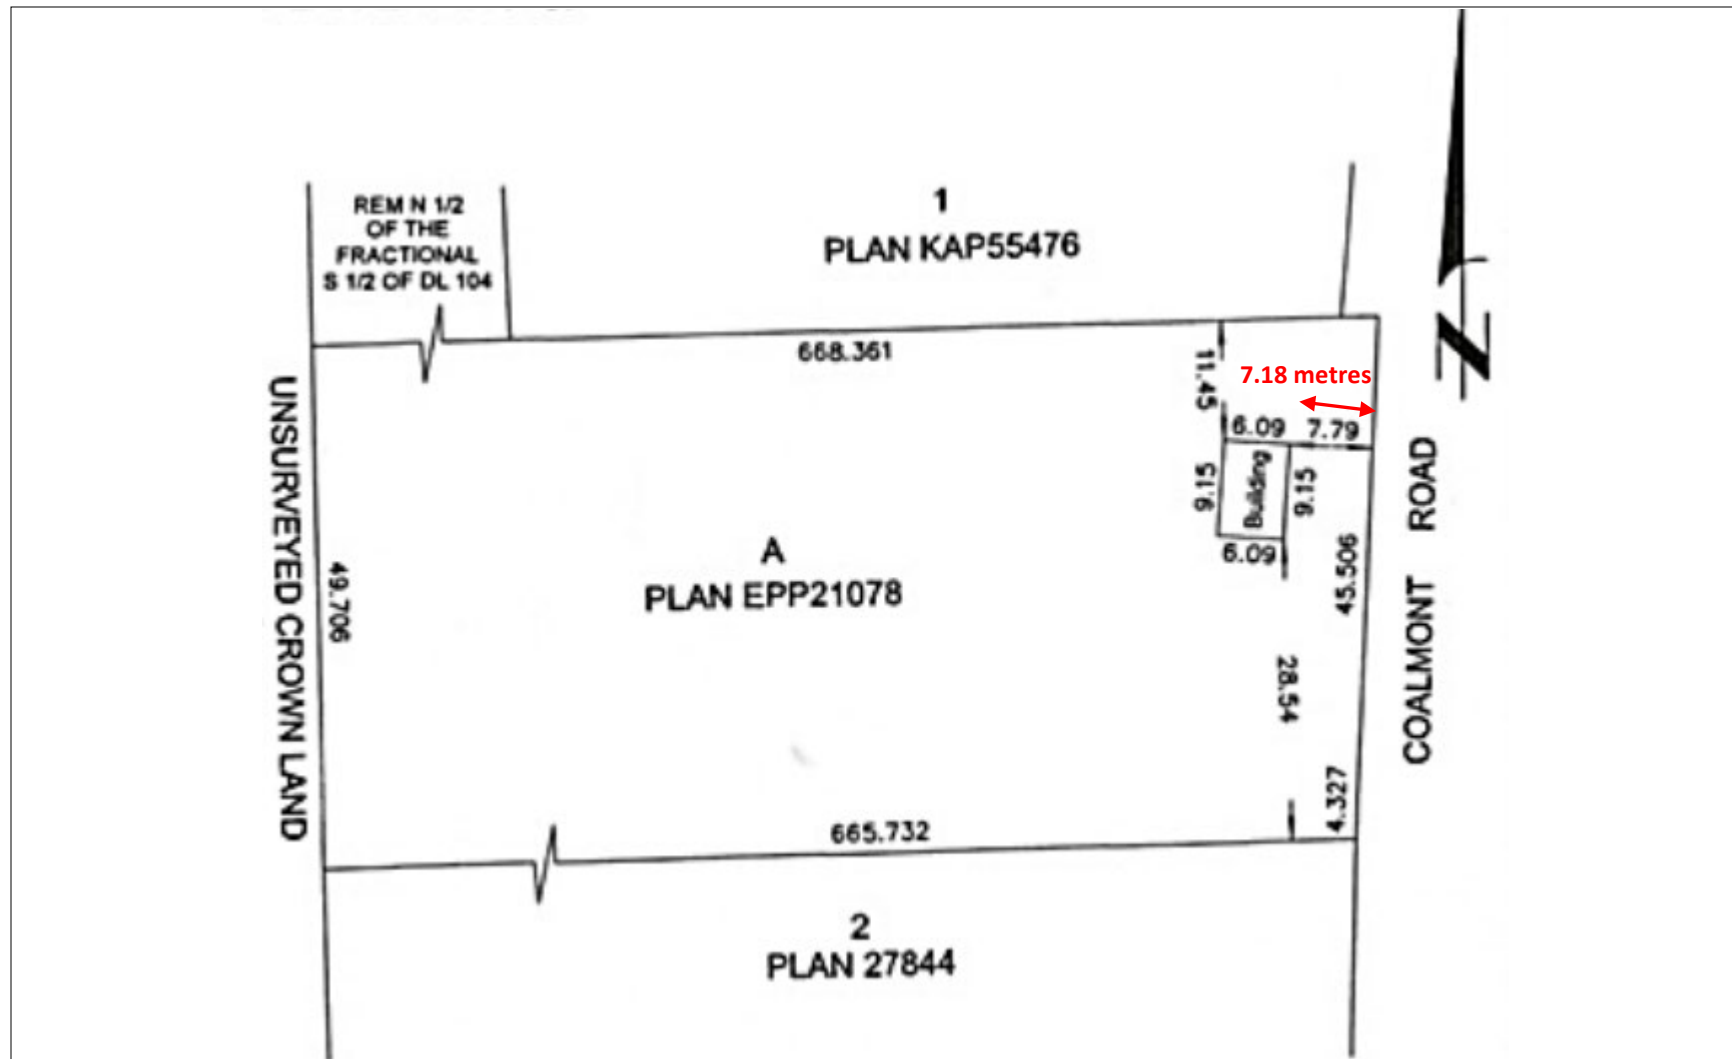 REM N 1/2
OF THE
FRACTIONAL
S 1/2 OF DL 104
1
PLAN KAP55476
668.361
11.45
7.18 metres
6.09
7.79
9.15
Building
9.15
6.09
45.506
28.54
4.327
A
PLAN EPP21078
49.706
UNSURVEYED CROWN LAND
COALMONT ROAD
N
665.732
2
PLAN 27844